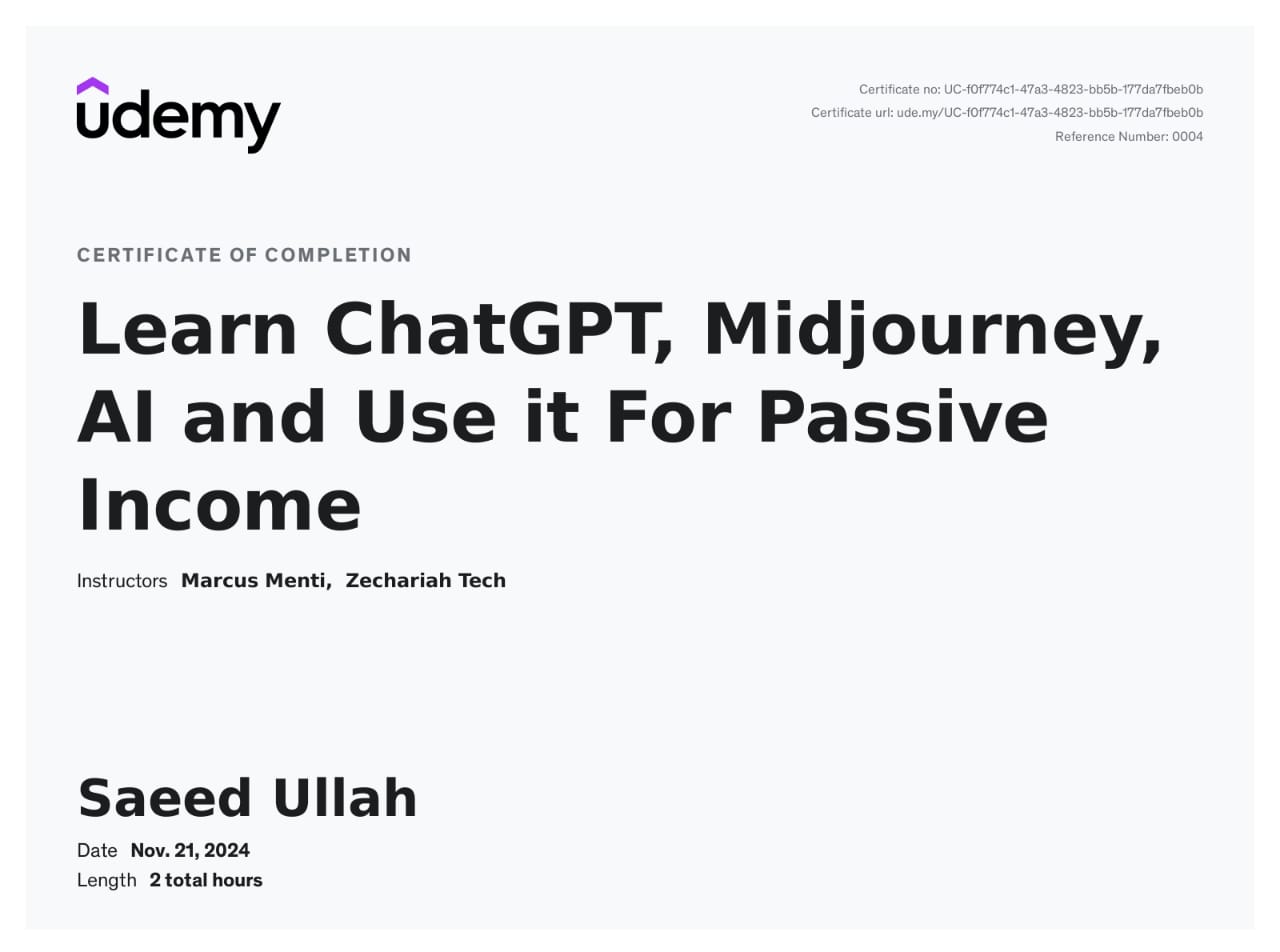 udemy
Certificate no: UC-f0f774c1-47a3-4823-bb5b-177da7fbeb0b
Certificate url: ude.my/UC-f0f774c1-47a3-4823-bb5b-177da7fbeb0b
Reference Number: 0004
CERTIFICATE OF COMPLETION
Learn ChatGPT, Midjourney,
AI and Use it For Passive
Income
Instructors Marcus Menti, Zechariah Tech
Saeed Ullah
Date Nov. 21, 2024
Length 2 total hours